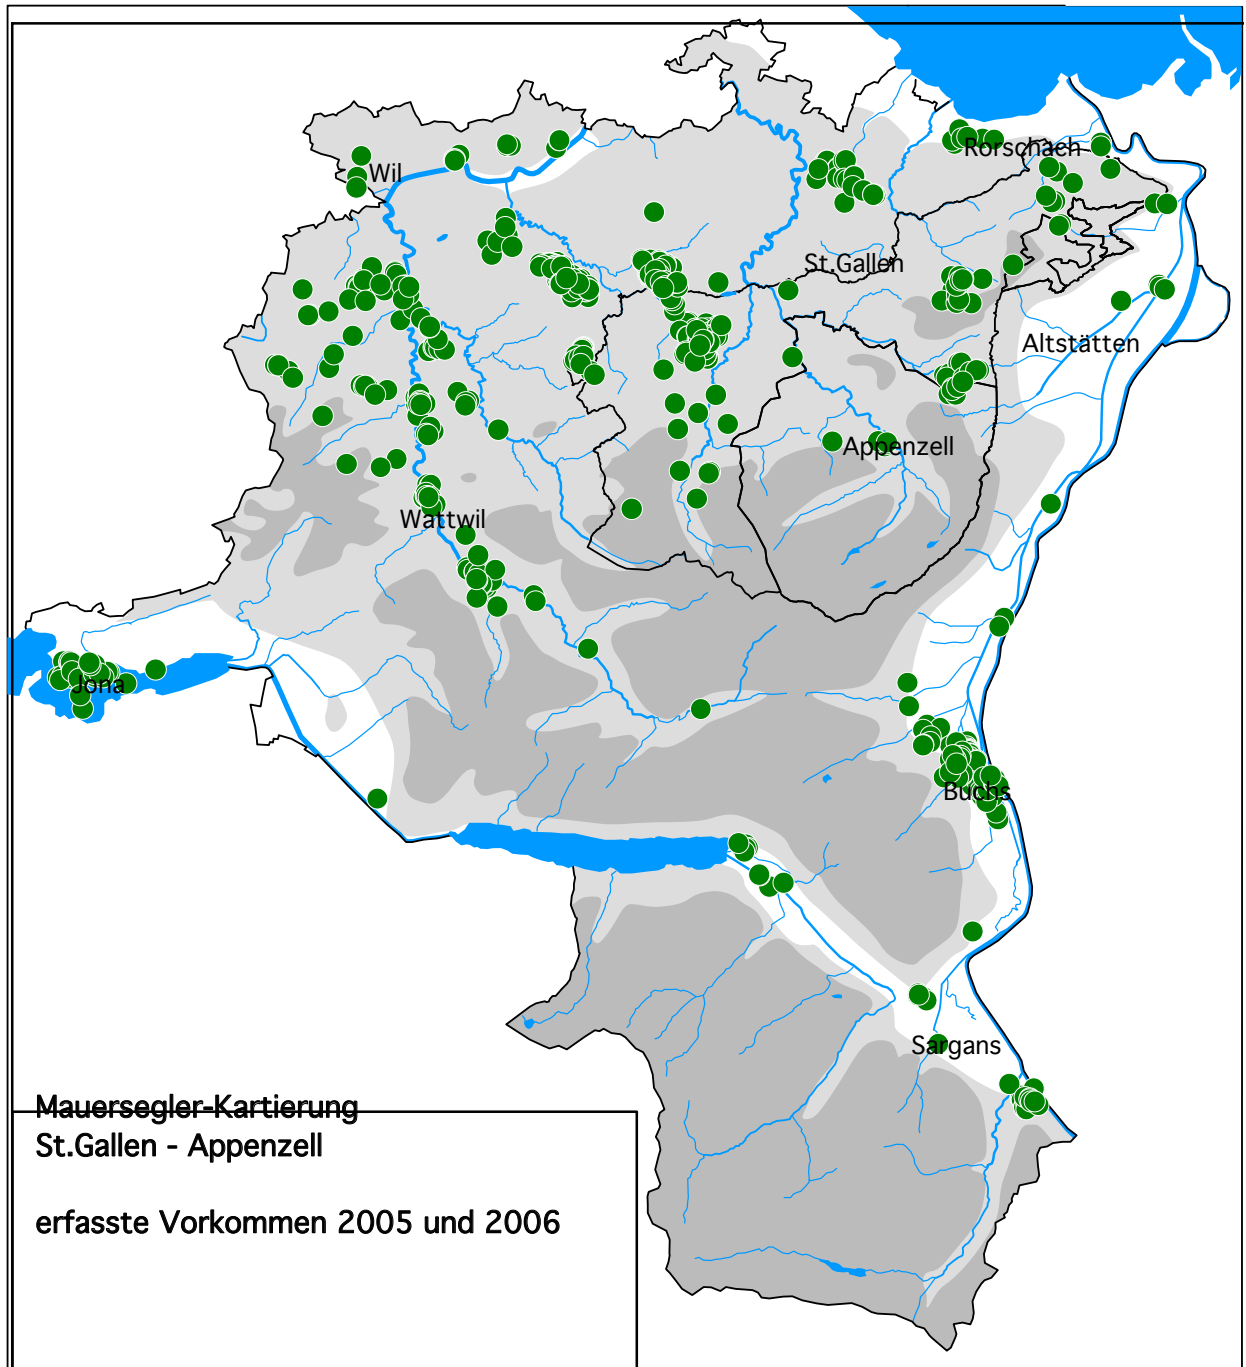 Rorschach
Wil
St.Gallen
Altstätten
Appenzell
Wattwil
Jona
Buchs
Sargans
Mauersegler-Kartierung
St.Gallen - Appenzell
erfasste Vorkommen 2005 und 2006